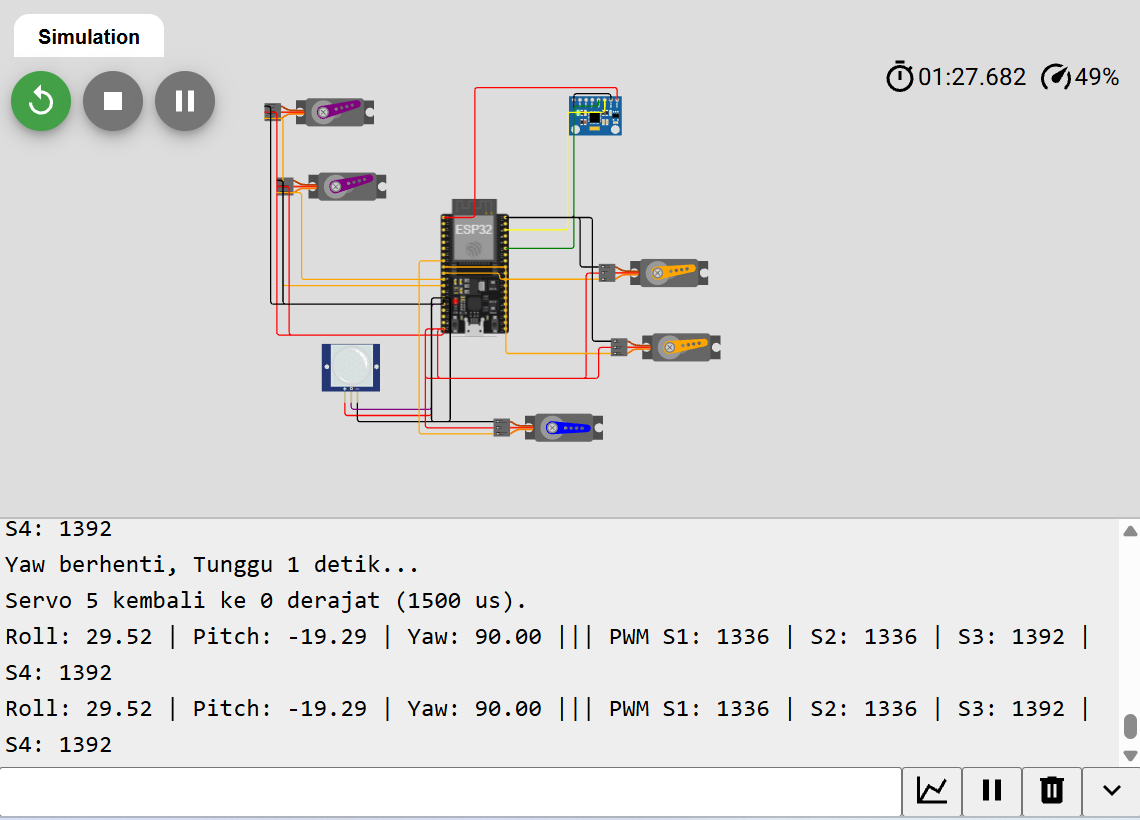 Simulation
01:27.682
49%
ESP32
S4: 1392
Yaw berhenti, Tunggu 1 detik...
Servo 5 kembali ke 0 derajat (1500 us).
Roll: 29.52 | Pitch: -19.29 | Yaw: 90.00 ||| PWM S1: 1336 | S2: 1336 | S3: 1392 |
S4: 1392
Roll: 29.52 | Pitch: -19.29 | Yaw: 90.00 ||| PWM S1: 1336 | S2: 1336 | S3: 1392 |
S4: 1392